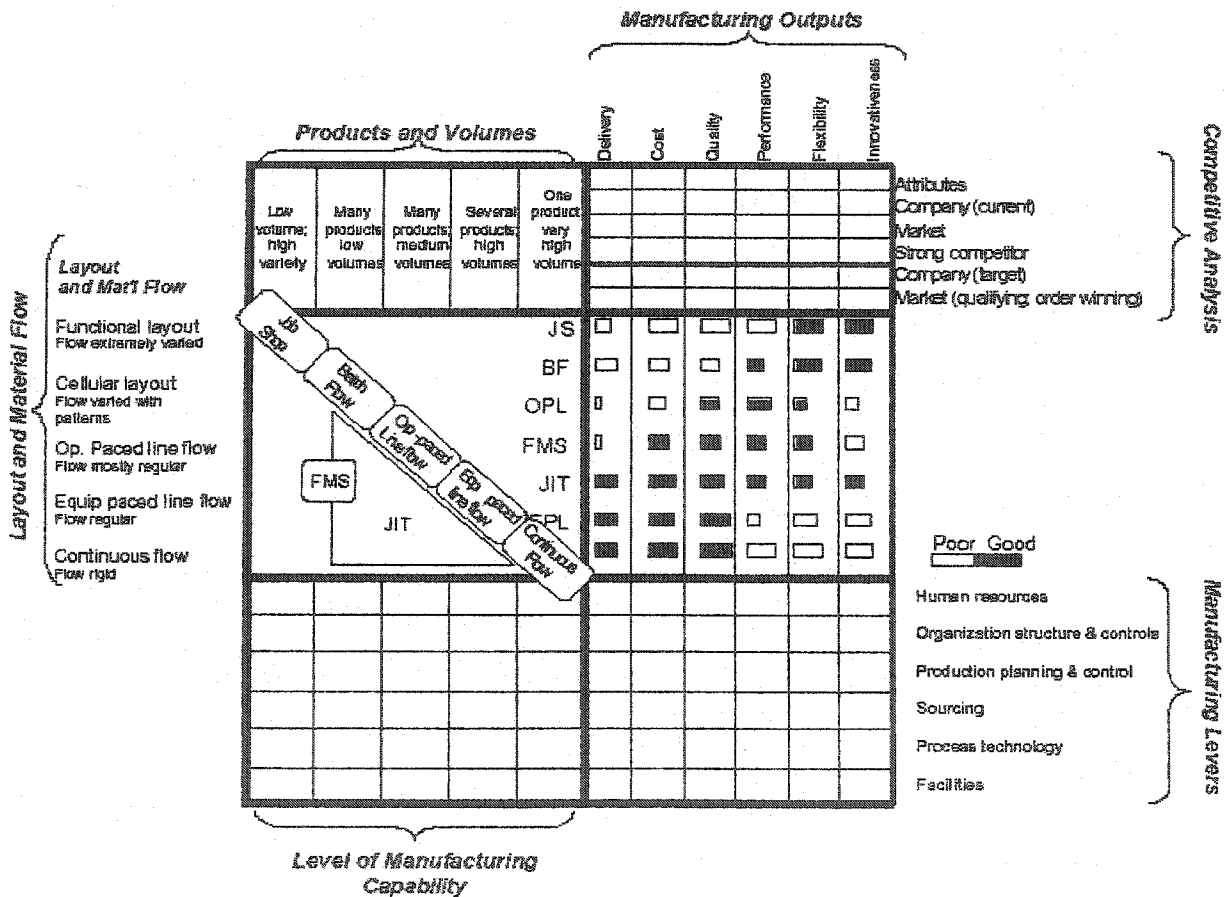 Manufacturing Outputs
Products and Volumes
Delivery
Cost
Quality
Performance
Flexibility
Innovativeness
Competitive Analysis
Low
volume;
high
variety
Many
products
low
volumes
Many
products;
medium
volumes
Several
products;
high
volumes
One
product
very
high
volume
Attributes
Company (current)
Market
Strong competitor
Company (target)
Market (qualifying; order winning)
Layout and Material Flow
Layout
and Mat'l Flow
Functional layout
Flow extremely varied
Cellular layout
Flow varied with
patterns
Op. Paced line flow
Flow mostly regular
Equip paced line flow
Flow regular
Continuous flow
Flow rigid
Job
Shop
Batch
Flow
Op. -paced
Line flow
Eqp. paced
line flow
Continuous
Flow
FMS
JIT
JS
BF
OPL
FMS
JIT
EPL
Poor Good
Human resources
Organization structure & controls
Production planning & control
Sourcing
Process technology
Facilities
Manufacturing Levers
Level of Manufacturing
Capability